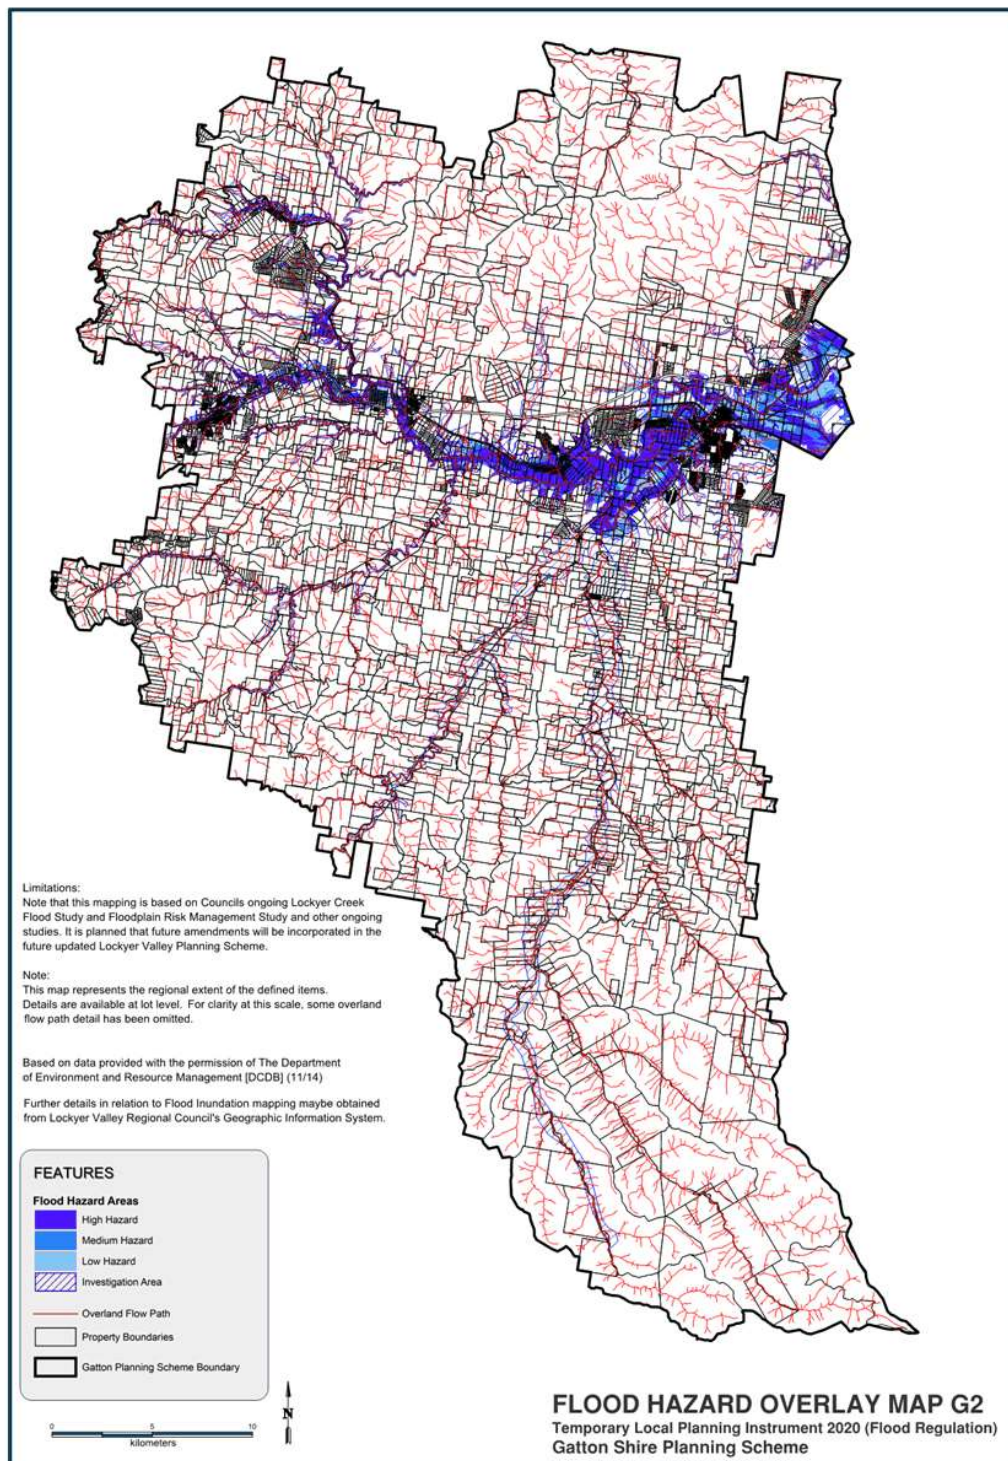 Limitations:
Note that this mapping is based on Councils ongoing Lockyer Creek
Flood Study and Floodplain Risk Management Study and other ongoing
studies. It is planned that future amendments will be incorporated in the
future updated Lockyer Valley Planning Scheme.
Note:
This map represents the regional extent of the defined items.
Details are available at lot level. For clarity at this scale, some overland
flow path detail has been omitted.
Based on data provided with the permission of The Department
of Environment and Resource Management [DCDB] (11/14)
Further details in relation to Flood Inundation mapping maybe obtained
from Lockyer Valley Regional Council's Geographic Information System.
FEATURES
Flood Hazard Areas
High Hazard
Medium Hazard
Low Hazard
Investigation Area
Overland Flow Path
Property Boundaries
Gatton Planning Scheme Boundary
0 5 10
kilometers
N
FLOOD HAZARD OVERLAY MAP G2
Temporary Local Planning Instrument 2020 (Flood Regulation)
Gatton Shire Planning Scheme